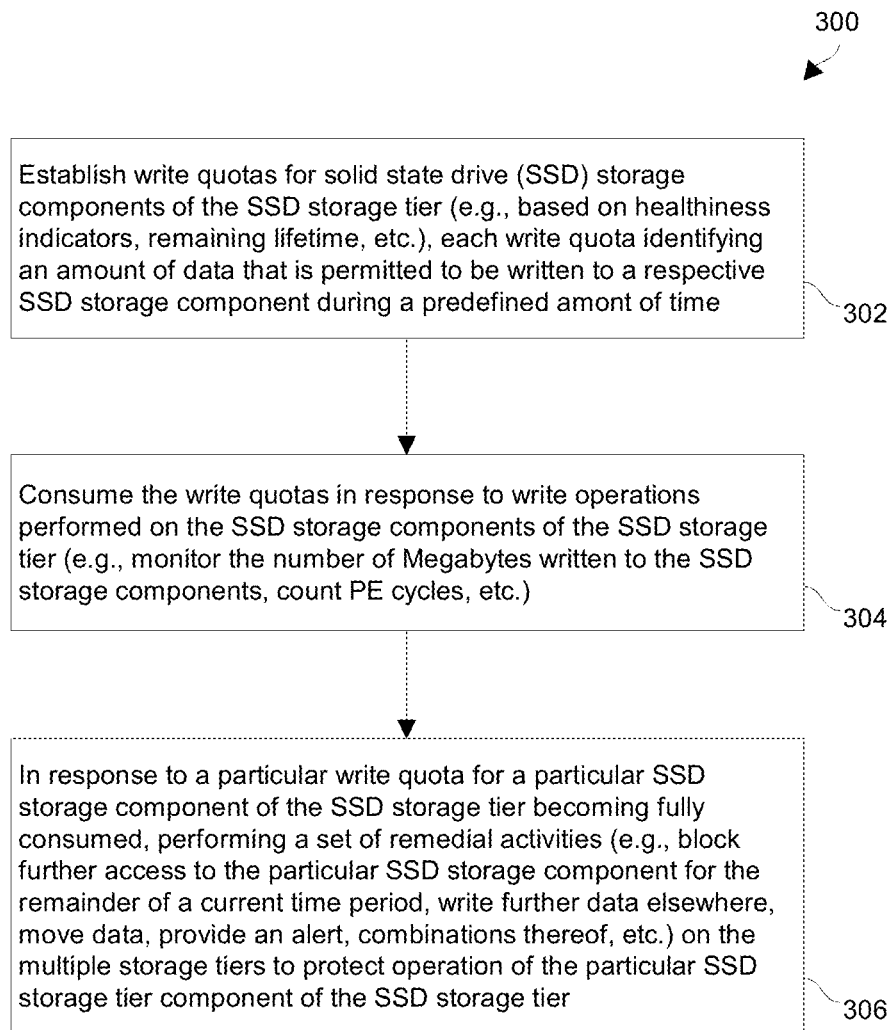 300
Establish write quotas for solid state drive (SSD) storage
components of the SSD storage tier (e.g., based on healthiness
indicators, remaining lifetime, etc.), each write quota identifying
an amount of data that is permitted to be written to a respective
SSD storage component during a predefined amont of time
302
Consume the write quotas in response to write operations
performed on the SSD storage components of the SSD storage
tier (e.g., monitor the number of Megabytes written to the SSD
storage components, count PE cycles, etc.)
304
In response to a particular write quota for a particular SSD
storage component of the SSD storage tier becoming fully
consumed, performing a set of remedial activities (e.g., block
further access to the particular SSD storage component for the
remainder of a current time period, write further data elsewhere,
move data, provide an alert, combinations thereof, etc.) on the
multiple storage tiers to protect operation of the particular SSD
storage tier component of the SSD storage tier
306